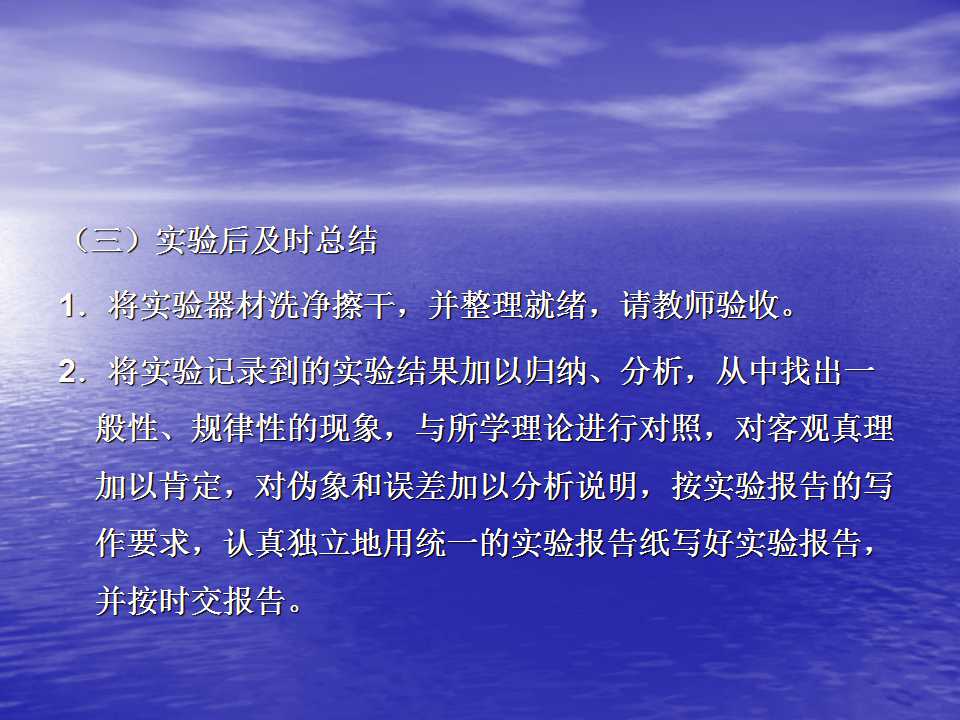 （三）实验后及时总结
1．将实验器材洗净擦干，并整理就绪，请教师验收。
2．将实验记录到的实验结果加以归纳、分析，从中找出一
般性、规律性的现象，与所学理论进行对照，对客观真理
加以肯定，对伪象和误差加以分析说明，按实验报告的写
作要求，认真独立地用统一的实验报告纸写好实验报告，
并按时交报告。